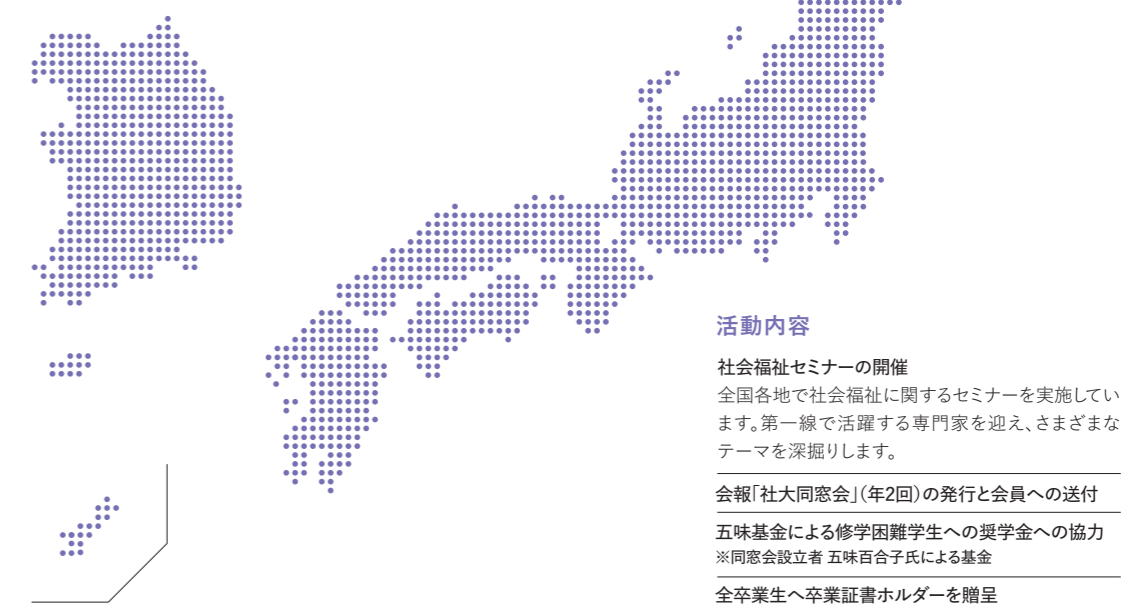 活動内容
社会福祉セミナーの開催
全国各地で社会福祉に関するセミナーを実施してい
ます。第一線で活躍する専門家を迎え、さまざまな
テーマを深掘りします。
会報「社大同窓会」（年2回）の発行と会員への送付
五味基金による修学困難学生への奨学金への協力
※同窓会設立者 五味百合子氏による基金
全卒業生へ卒業証書ホルダーを贈呈